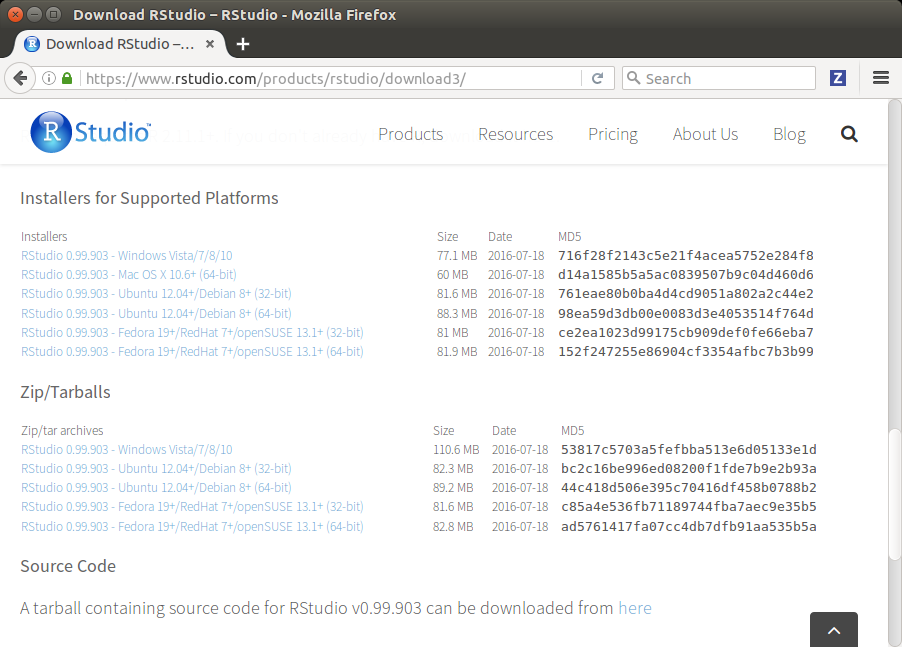 Download RStudio – RStudio - Mozilla Firefox
Download RStudio –...
https://www.rstudio.com/products/rstudio/download3/
Search
Z
R Studio™
Products Resources Pricing About Us Blog
Installers for Supported Platforms
Installers Size Date MD5
RStudio 0.99.903 - Windows Vista/7/8/10 77.1 MB 2016-07-18 716f28f2143c5e21f4acea5752e284f8
RStudio 0.99.903 - Mac OS X 10.6+ (64-bit) 60 MB 2016-07-18 d14a1585b5a5ac0839507b9c04d460d6
RStudio 0.99.903 - Ubuntu 12.04+/Debian 8+ (32-bit) 81.6 MB 2016-07-18 761eae80b0ba4d4cd9051a802a2c44e2
RStudio 0.99.903 - Ubuntu 12.04+/Debian 8+ (64-bit) 88.3 MB 2016-07-18 98ea59d3db00e0083d3e4053514f764d
RStudio 0.99.903 - Fedora 19+/RedHat 7+/openSUSE 13.1+ (32-bit) 81 MB 2016-07-18 ce2ea1023d99175cb909def0fe66eba7
RStudio 0.99.903 - Fedora 19+/RedHat 7+/openSUSE 13.1+ (64-bit) 81.9 MB 2016-07-18 152f247255e86904cf3354afbc7b3b99
Zip/Tarballs
Zip/tar archives Size Date MD5
RStudio 0.99.903 - Windows Vista/7/8/10 110.6 MB 2016-07-18 53817c5703a5fefbba513e6d05133e1d
RStudio 0.99.903 - Ubuntu 12.04+/Debian 8+ (32-bit) 82.3 MB 2016-07-18 bc2c16be996ed08200f1fde7b9e2b93a
RStudio 0.99.903 - Ubuntu 12.04+/Debian 8+ (64-bit) 89.2 MB 2016-07-18 44c418d506e395c70416df458b0788b2
RStudio 0.99.903 - Fedora 19+/RedHat 7+/openSUSE 13.1+ (32-bit) 81.6 MB 2016-07-18 c85a4e536fb71189744fba7aec9e35b5
RStudio 0.99.903 - Fedora 19+/RedHat 7+/openSUSE 13.1+ (64-bit) 82.8 MB 2016-07-18 ad5761417fa07cc4db7dfb91aa535b5a
Source Code
A tarball containing source code for RStudio v0.99.903 can be downloaded from here